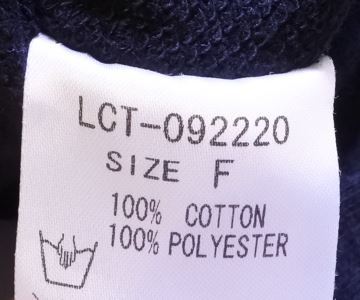 LCT-092220
SIZE F
100% COTTON
100% POLYESTER